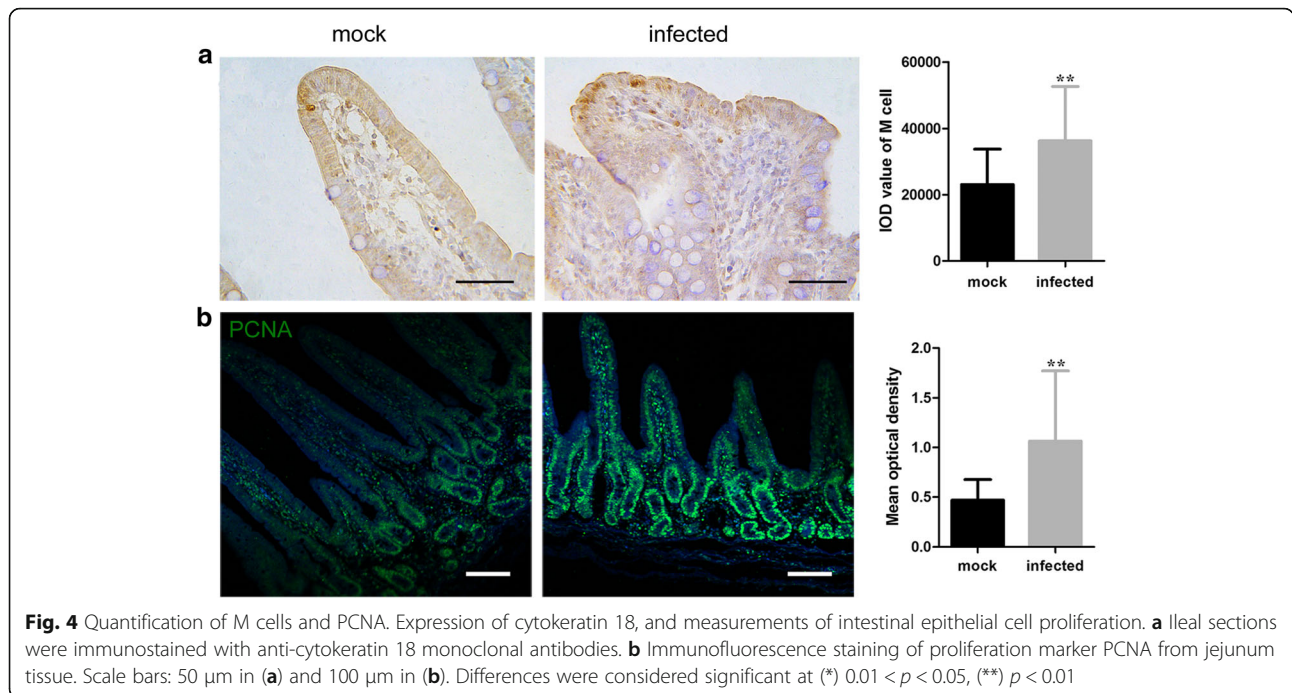 mock
infected
a
60000
40000
20000
0
IOD value of M cell
**
mock
infected
b
PCNA
2.0
1.5
1.0
0.5
0.0
Mean optical density
**
mock
infected
Fig. 4 Quantification of M cells and PCNA. Expression of cytokeratin 18, and measurements of intestinal epithelial cell proliferation. a Ileal sections
were immunostained with anti-cytokeratin 18 monoclonal antibodies. b Immunofluorescence staining of proliferation marker PCNA from jejunum
tissue. Scale bars: 50 μm in (a) and 100 μm in (b). Differences were considered significant at (*) 0.01 < p < 0.05, (**) p < 0.01